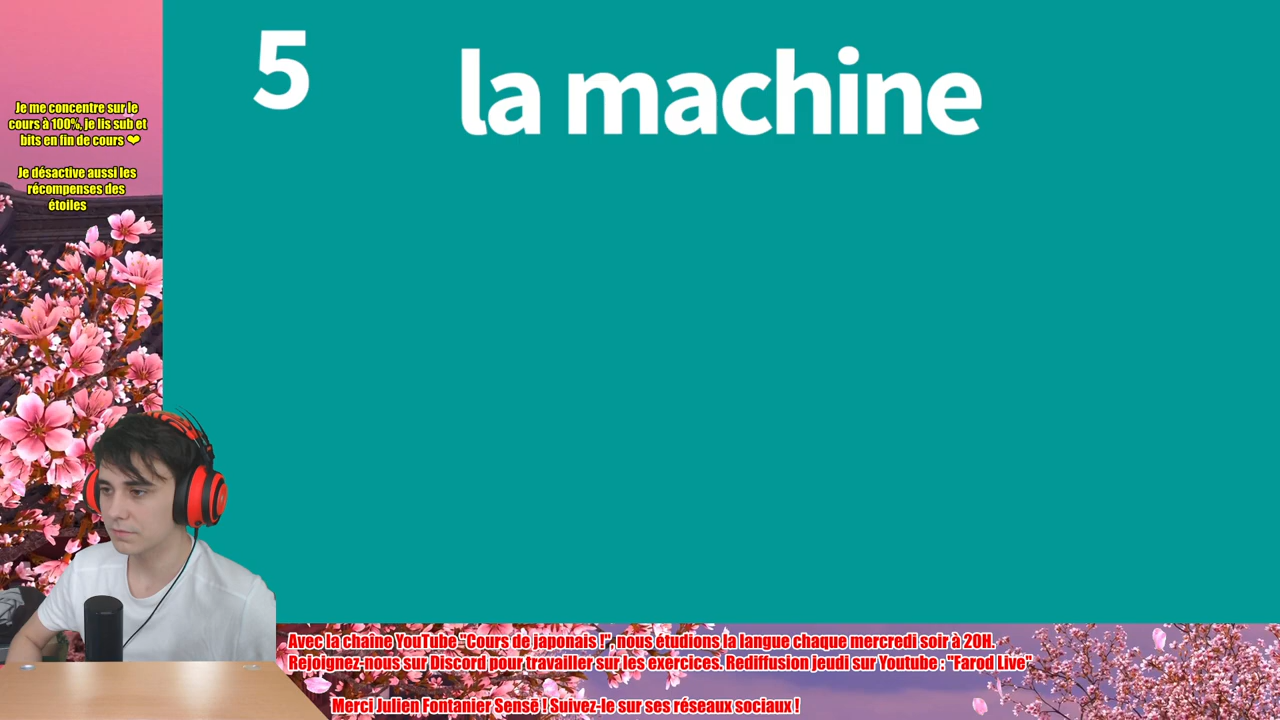 5 la machine
Je me concentre sur le
cours à 100%, je lis sub et
bits en fin de cours ❤
Je désactive aussi les
récompenses des
étoiles
Avec la chaîne YouTube "Cours de japonais !", nous étudions la langue chaque mercredi soir à 20H.
Rejoignez-nous sur Discord pour travailler sur les exercices. Rediffusion jeudi sur Youtube : "Farod Live"
Merci Julien Fontanier Sensë ! Suivez-le sur ses réseaux sociaux !